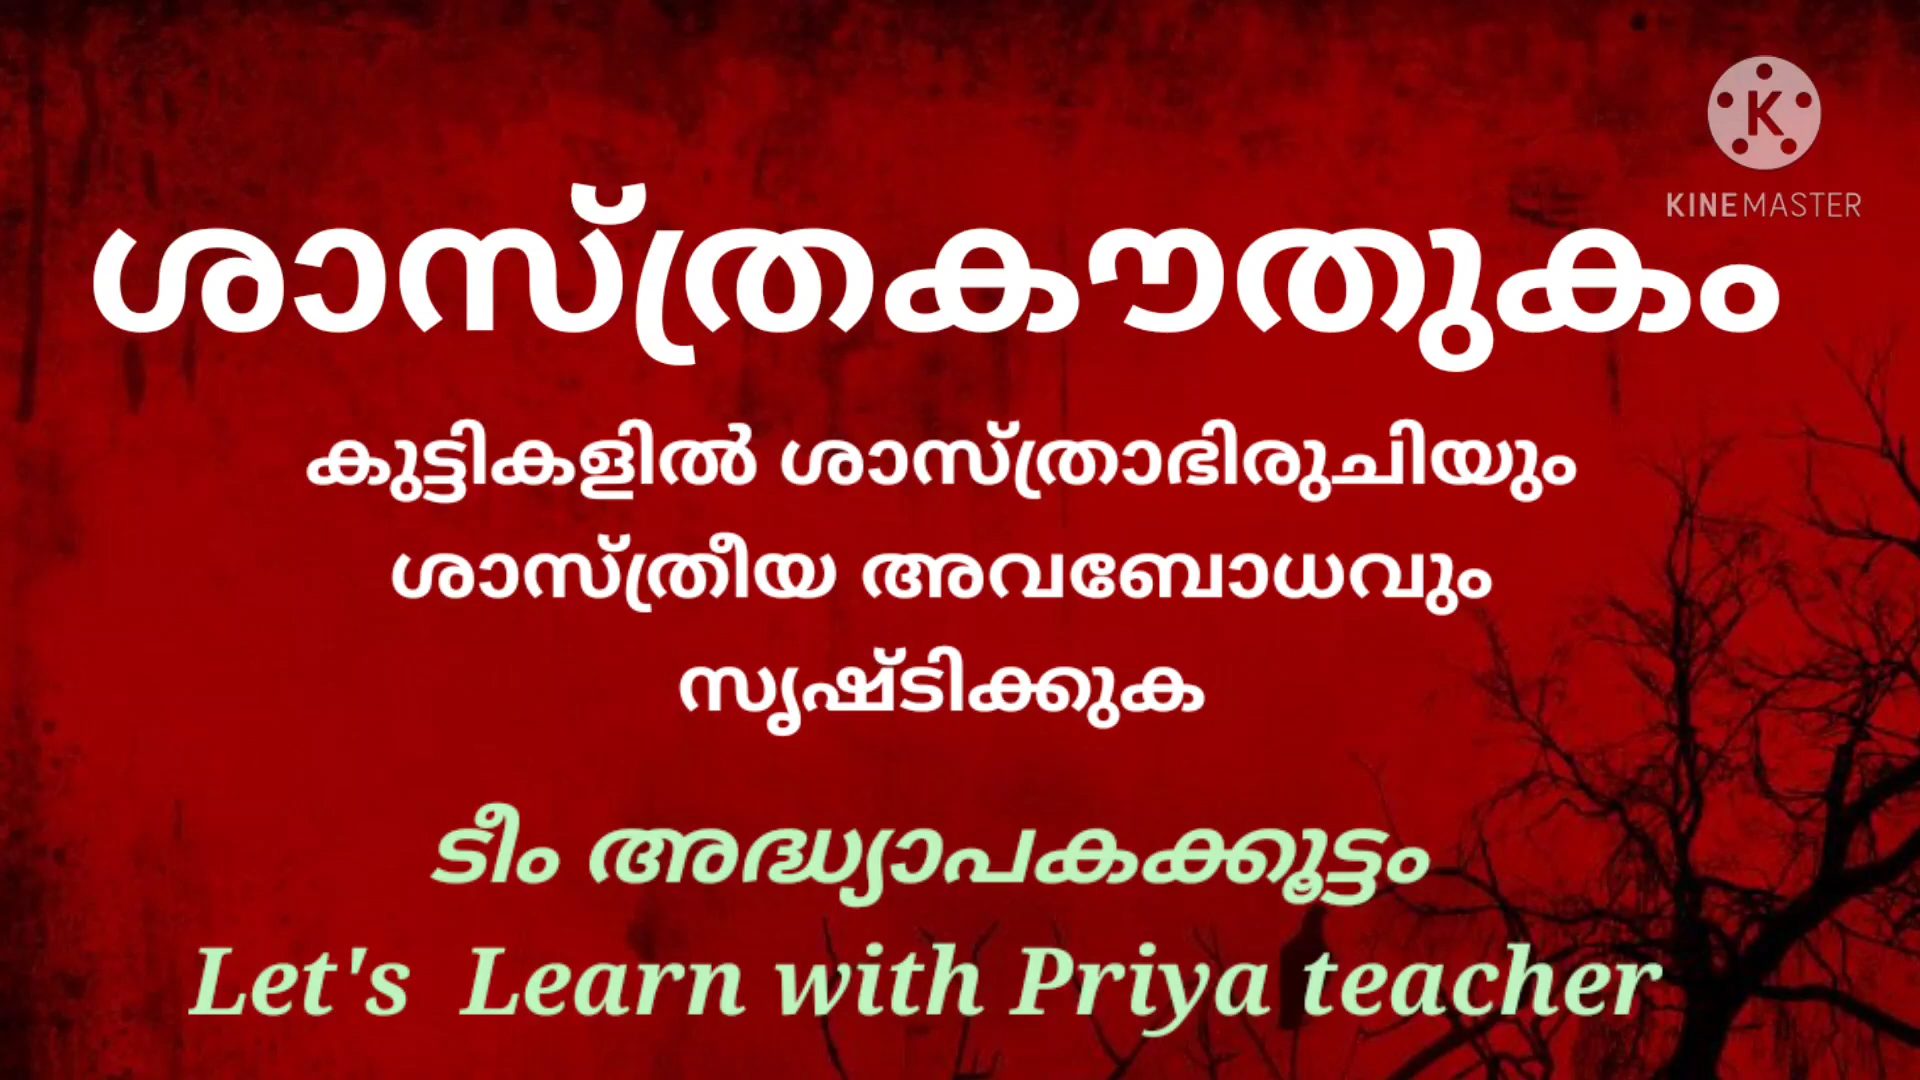 K
KINEMASTER
ശാസ്ത്രകൗതുകം
കുട്ടികളിൽ ശാസ്ത്രാഭിരുചിയും
ശാസ്ത്രീയ അവബോധവും
സൃഷ്ടിക്കുക
ടീം അദ്ധ്യാപകക്കൂട്ടം
Let's Learn with Priya teacher